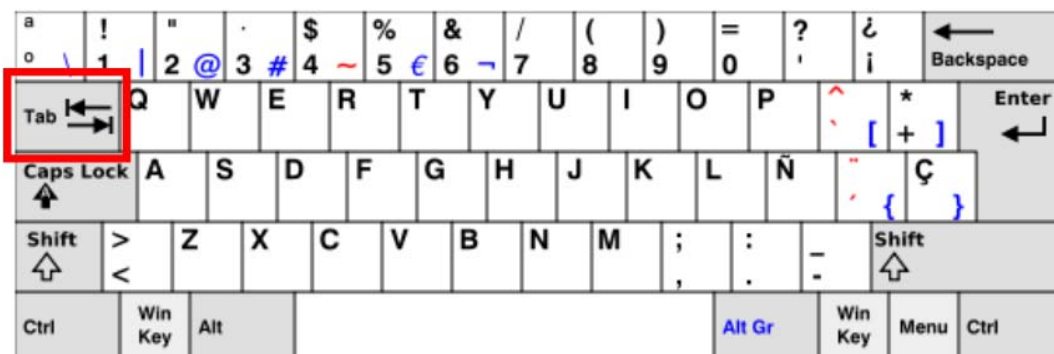 a ! " · $ % & / ( ) = ? ¿ Backspace
º \ 1 | 2 @ 3 # 4 ~ 5 € 6 ¬ 7 8 9 0 ' ¡
Tab Q W E R T Y U I O P ^ * Enter
` [ + ]
Caps Lock A S D F G H J K L Ñ ¨ Ç
´ { }
Shift > Z X C V B N M ; : _ Shift
< , . -
Ctrl Win Key Alt Alt Gr Win Key Menu Ctrl